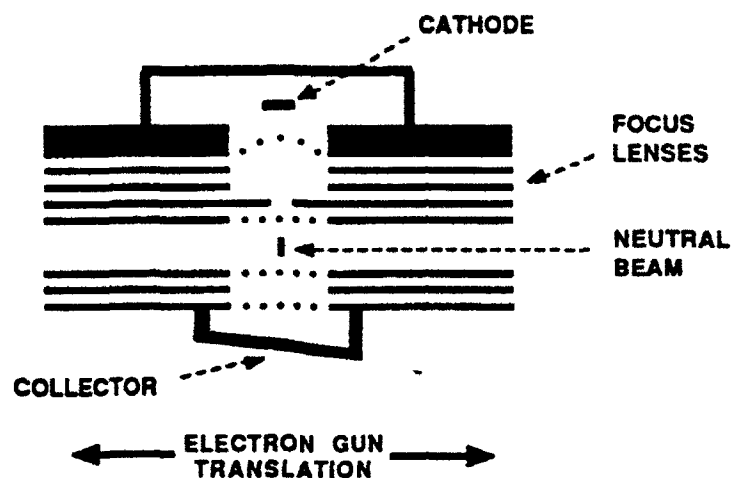 CATHODE
FOCUS
LENSES
NEUTRAL
BEAM
COLLECTOR
ELECTRON GUN
TRANSLATION